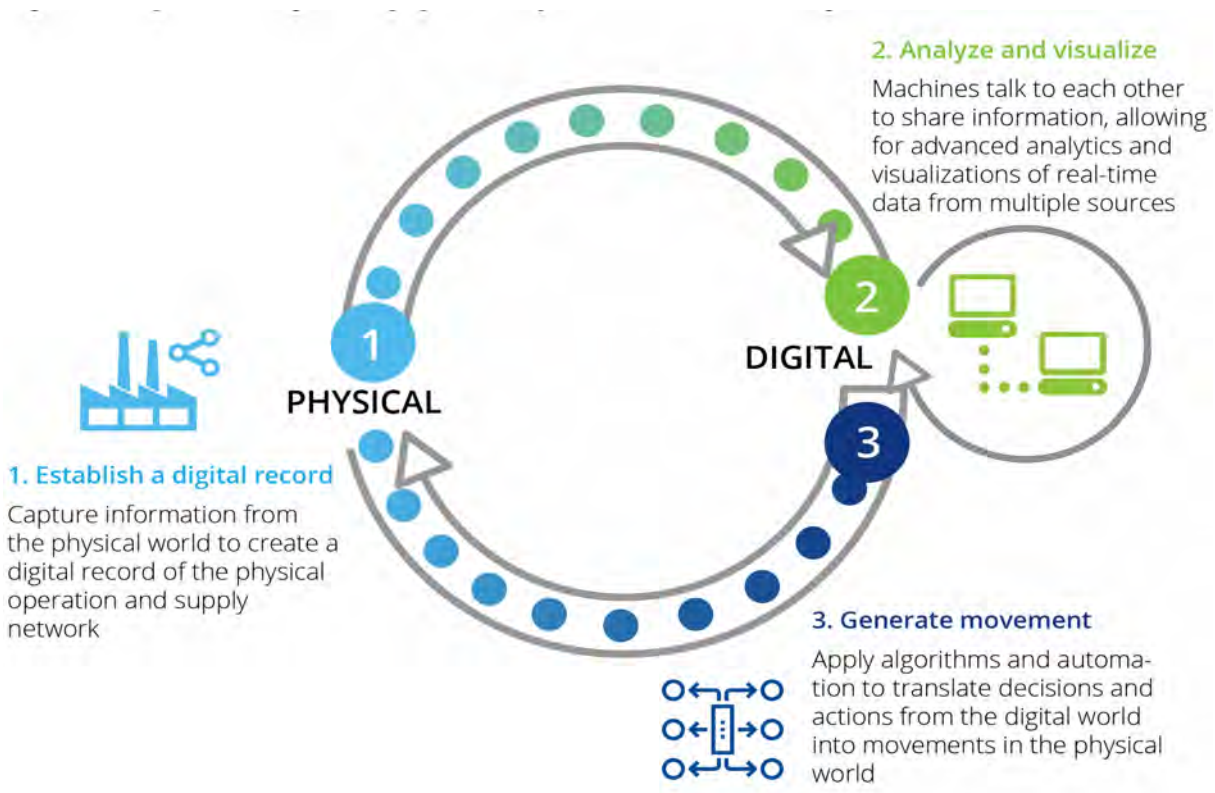 2. Analyze and visualize
Machines talk to each other
to share information, allowing
for advanced analytics and
visualizations of real-time
data from multiple sources
1
2
PHYSICAL
DIGITAL
3
1. Establish a digital record
Capture information from
the physical world to create a
digital record of the physical
operation and supply
network
3. Generate movement
Apply algorithms and automa-
tion to translate decisions and
actions from the digital world
into movements in the physical
world